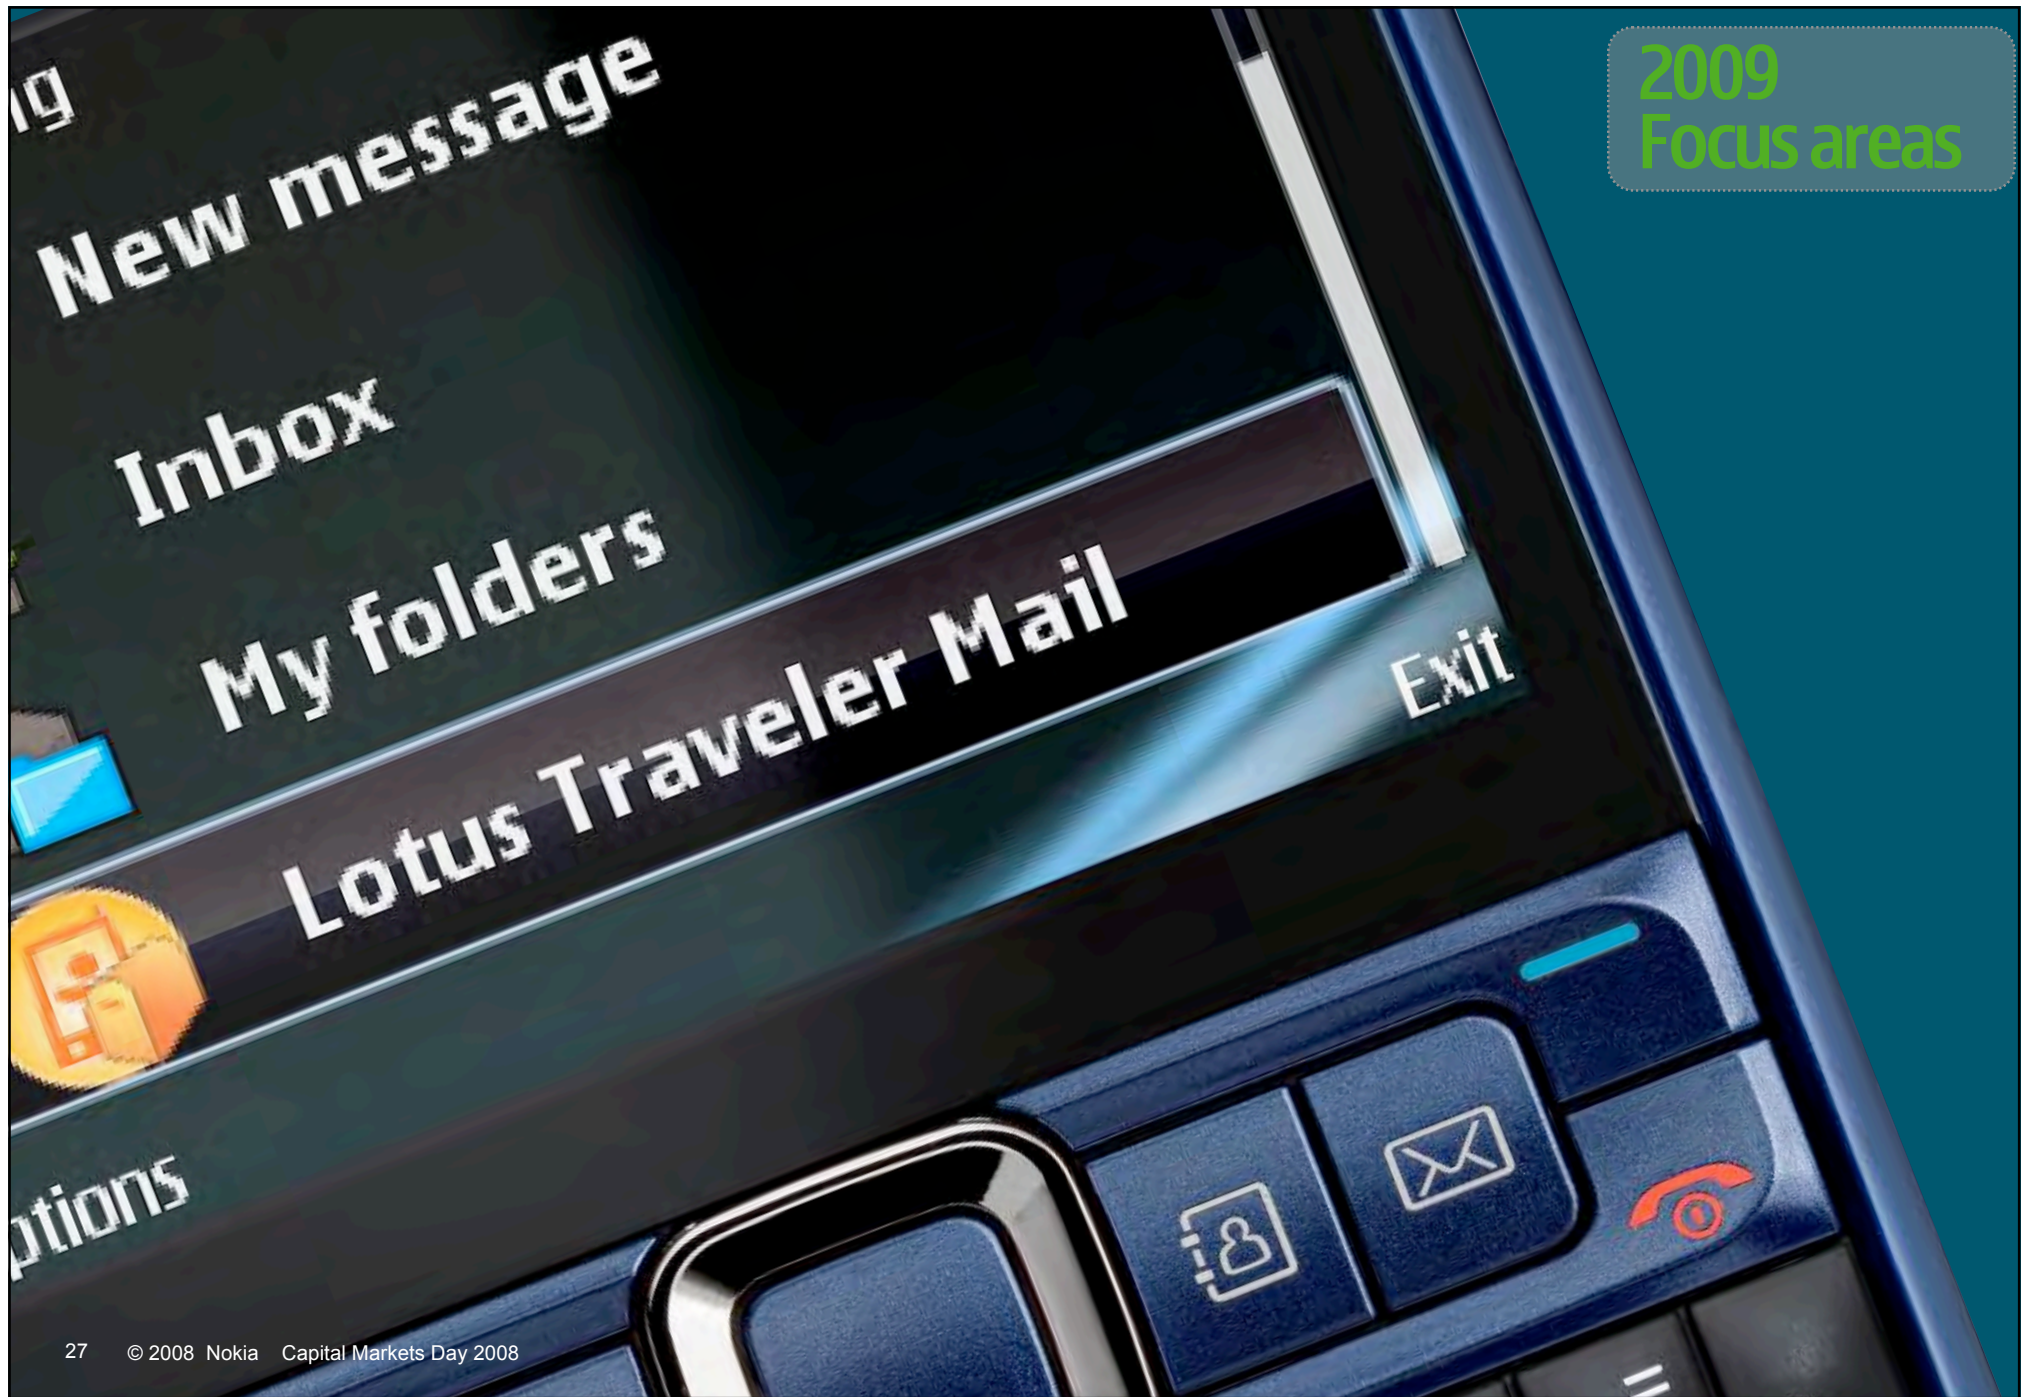 2009
Focus areas
New message
Inbox
My folders
Lotus Traveler Mail
Exit
27 © 2008 Nokia Capital Markets Day 2008